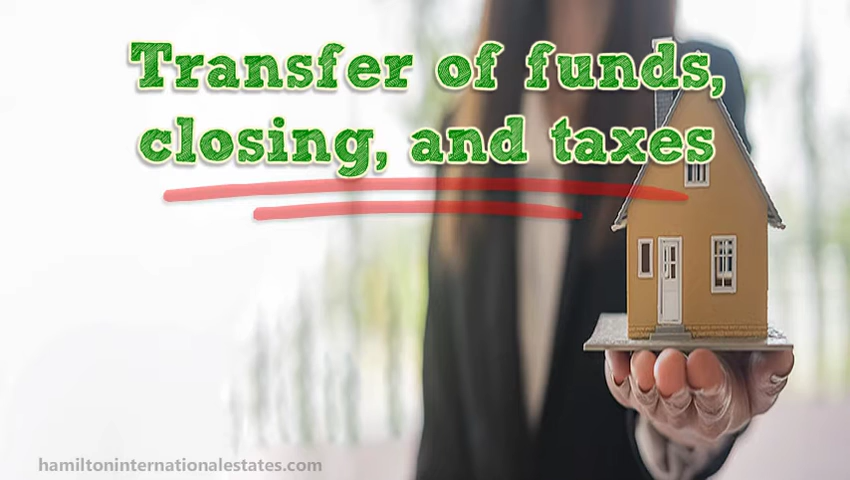 Transfer of funds,
closing, and taxes
hamiltoninternationalestates.com